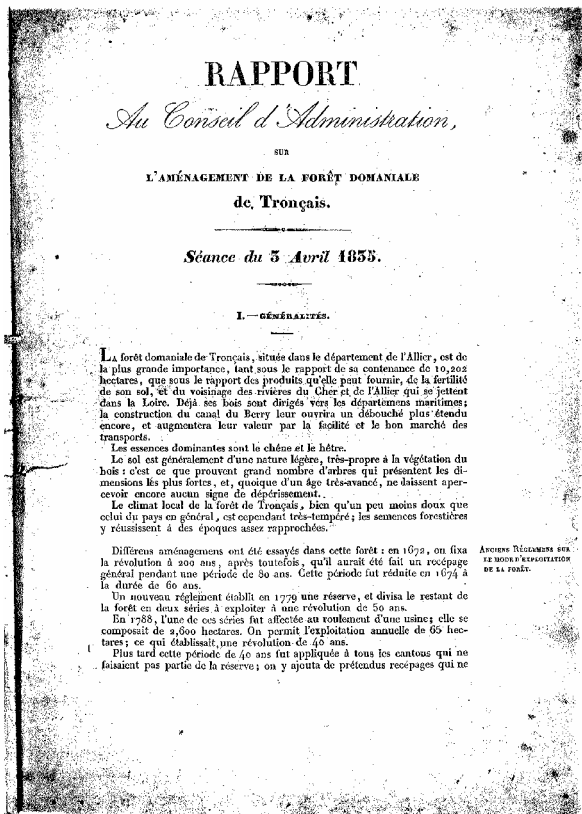 RAPPORT
Au Conseil d'Administration,
SUR
L'AMÉNAGEMENT DE LA FORÊT DOMANIALE
de Tronçais.
Séance du 3 Avril 1835.
I.—GÉNÉRALITÉS.
LA forêt domaniale de Tronçais, située dans le département de l'Allier, est de
la plus grande importance, tant sous le rapport de sa contenance de 10,202
hectares, que sous le rapport des produits qu'elle peut fournir, de la fertilité
de son sol, et du voisinage des rivières du Cher et de l'Allier qui se jettent
dans la Loire. Déjà ses bois sont dirigés vers les départemens maritimes;
la construction du canal du Berry leur ouvrira un débouché plus étendu
encore, et augmentera leur valeur par la facilité et le bon marché des
transports.
Les essences dominantes sont le chêne et le hêtre.
Le sol est généralement d'une nature légère, très-propre à la végétation du
bois : c'est ce que prouvent grand nombre d'arbres qui présentent les di-
mensions les plus fortes, et, quoique d'un âge très-avancé, ne laissent aper-
cevoir encore aucun signe de dépérissement.
Le climat local de la forêt de Tronçais, bien qu'un peu moins doux que
celui du pays en général, est cependant très-tempéré; les semences forestières
y réussissent à des époques assez rapprochées.
Différens aménagemens ont été essayés dans cette forêt : en 1672, on fixa
la révolution à 200 ans, après toutefois, qu'il aurait été fait un recépage
général pendant une période de 80 ans. Cette période fut réduite en 1674 à
la durée de 60 ans.
ANCIENS RÉGLEMENS SUR
LE MODE D'EXPLOITATION
DE LA FORÊT.
Un nouveau réglement établit en 1779 une réserve, et divisa le restant de
la forêt en deux séries à exploiter à une révolution de 50 ans.
En 1788, l'une de ces séries fut affectée au roulement d'une usine; elle se
composait de 2,600 hectares. On permit l'exploitation annuelle de 65 hec-
tares; ce qui établissait une révolution de 40 ans.
Plus tard cette période de 40 ans fut appliquée à tous les cantons qui ne
faisaient pas partie de la réserve; on y ajouta de prétendus recépages qui ne